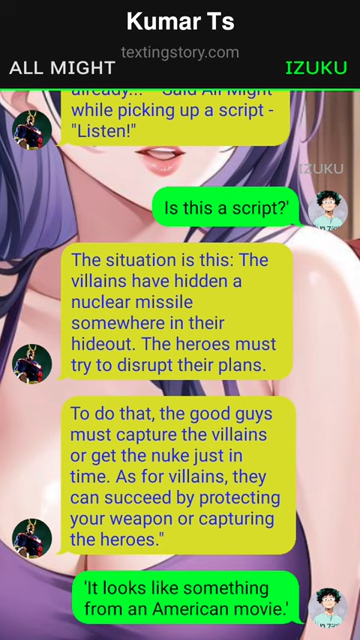 Kumar Ts
textingstory.com
ALL MIGHT
IZUKU
already..." - Said All Might
while picking up a script -
"Listen!"
IZUKU
Is this a script?'
The situation is this: The
villains have hidden a
nuclear missile
somewhere in their
hideout. The heroes must
try to disrupt their plans.
To do that, the good guys
must capture the villains
or get the nuke just in
time. As for villains, they
can succeed by protecting
your weapon or capturing
the heroes."
'It looks like something
from an American movie.'